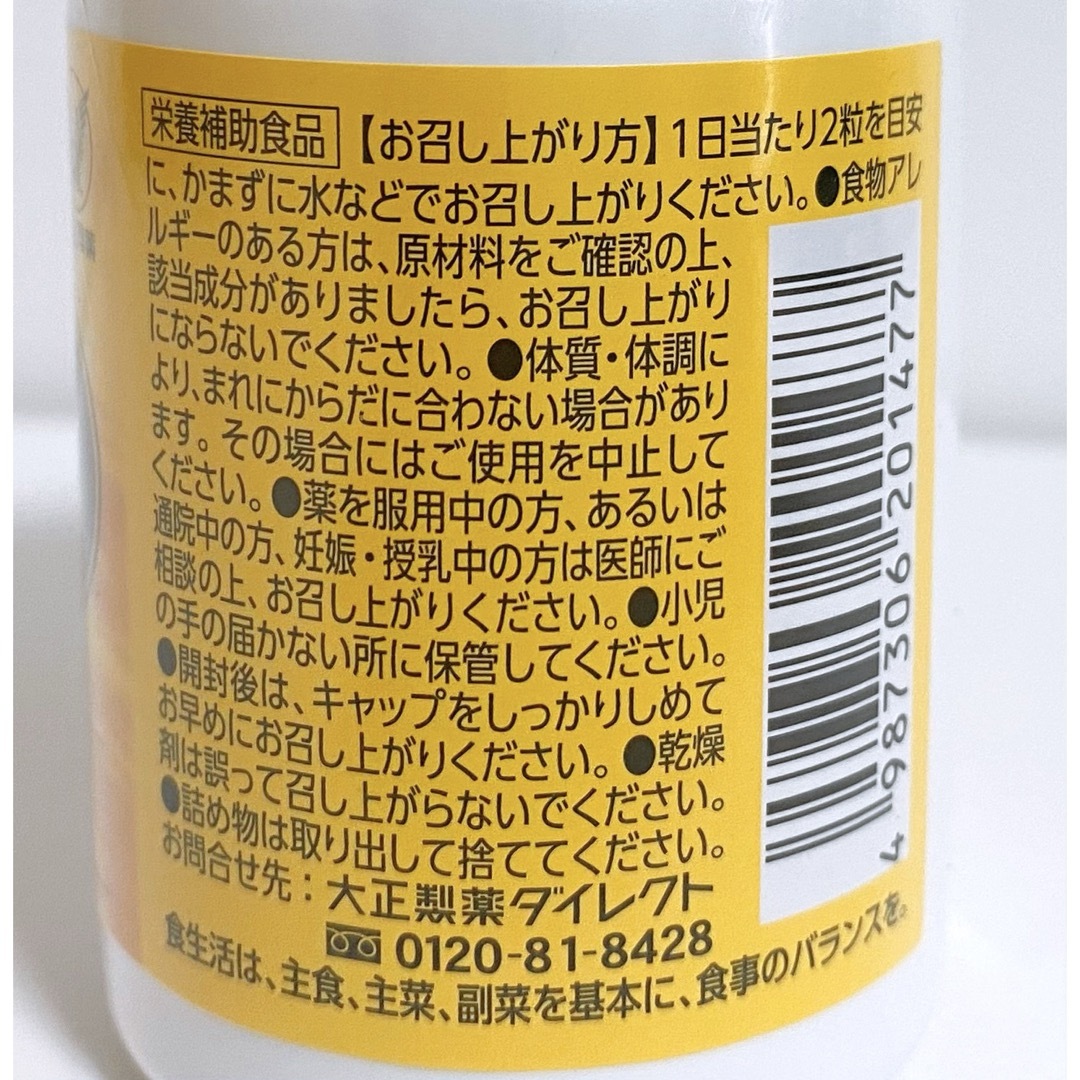 栄養補助食品 【お召し上がり方】1日当たり2粒を目安
に、かまずに水などでお召し上がりください。●食物アレ
ルギーのある方は、原材料をご確認の上、
該当成分がありましたら、お召し上がり
にならないでください。●体質・体調に
より、まれにからだに合わない場合があり
ます。その場合にはご使用を中止して
ください。●薬を服用中の方、あるいは
通院中の方、妊娠・授乳中の方は医師にご
相談の上、お召し上がりください。●小児
の手の届かない所に保管してください。
●開封後は、キャップをしっかりしめて
お早めにお召し上がりください。●乾燥
剤は誤って召し上がらないでください。
●詰め物は取り出して捨ててください。
お問合せ先：大正製薬ダイレクト
0120-81-8428
食生活は、主食、主菜、副菜を基本に、食事のバランスを。
4 987306 201477